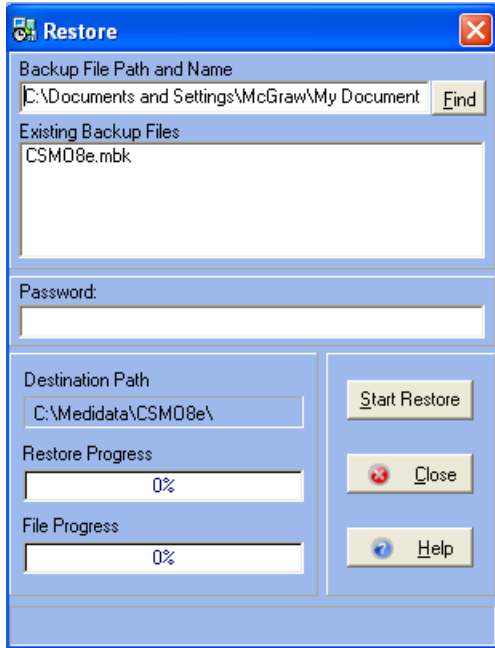 Restore
Backup File Path and Name
C:\Documents and Settings\McGraw\My Document
Find
Existing Backup Files
CSMO8e.mbk
Password:
Destination Path
C:\Medidata\CSMO8e\
Start Restore
Restore Progress
0%
Close
File Progress
0%
Help